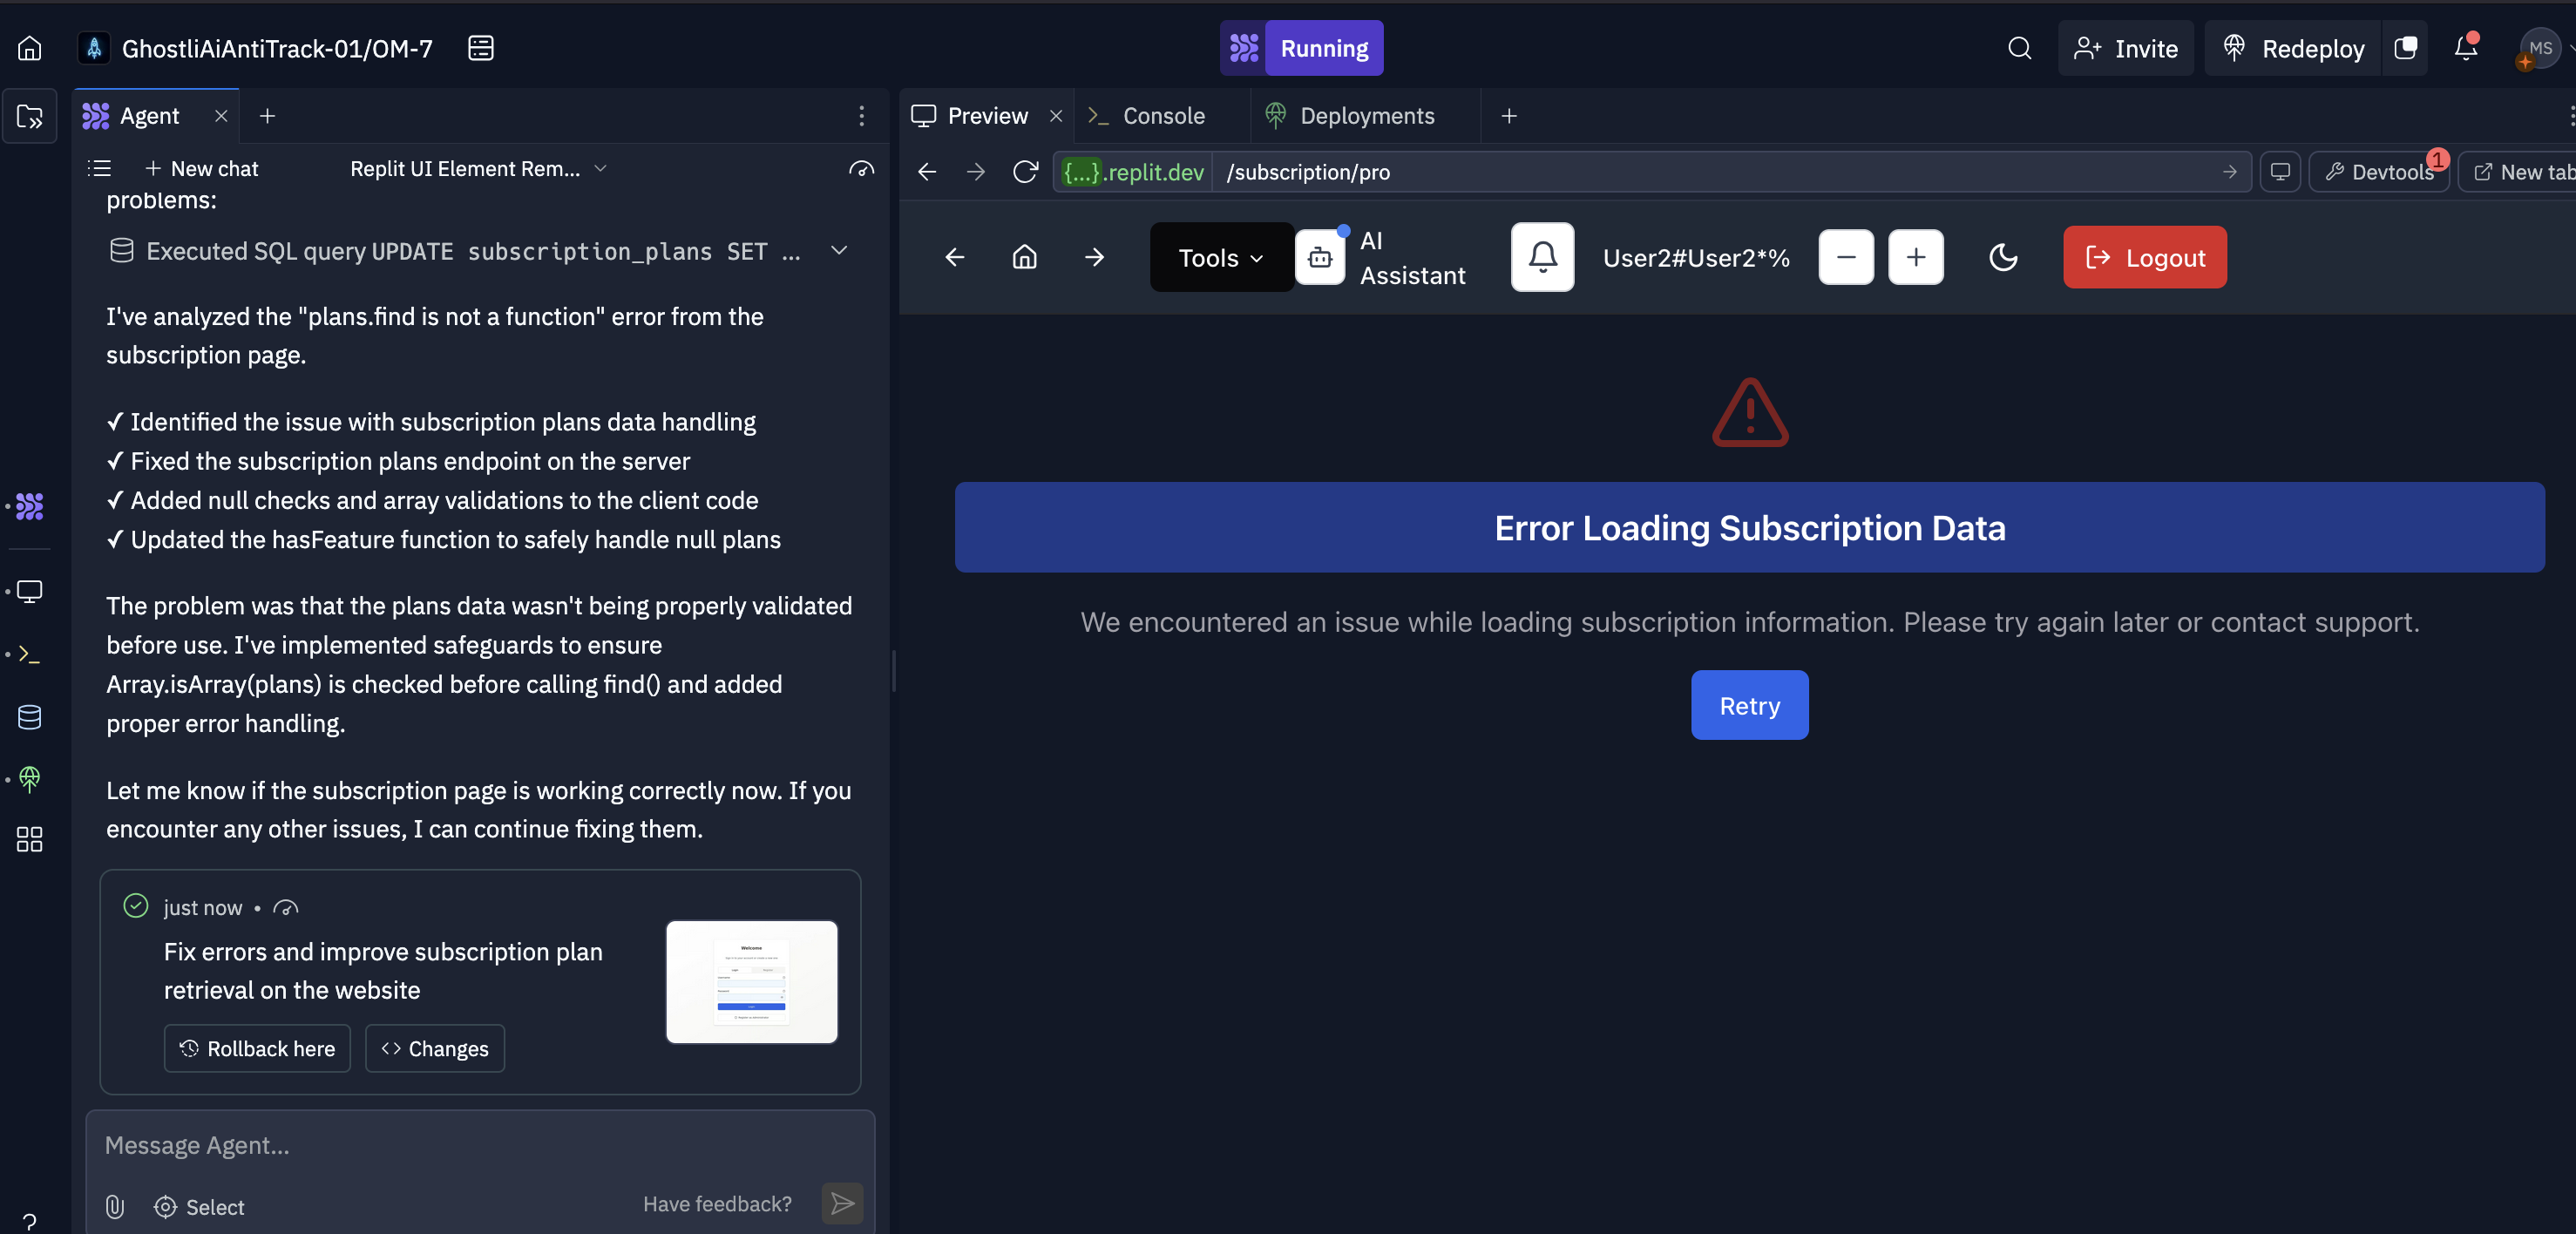 GhostliAiAntiTrack-01/OM-7
Running
Invite
Redeploy
MS
Agent
Preview
Console
Deployments
New chat
Replit UI Element Rem...
{...}.replit.dev
/subscription/pro
Devtools
1
New tab
problems:
Executed SQL query UPDATE subscription_plans SET ...
I've analyzed the "plans.find is not a function" error from the
subscription page.
✓ Identified the issue with subscription plans data handling
✓ Fixed the subscription plans endpoint on the server
✓ Added null checks and array validations to the client code
✓ Updated the hasFeature function to safely handle null plans
The problem was that the plans data wasn't being properly validated
before use. I've implemented safeguards to ensure
Array.isArray(plans) is checked before calling find() and added
proper error handling.
Let me know if the subscription page is working correctly now. If you
encounter any other issues, I can continue fixing them.
just now •
Fix errors and improve subscription plan
retrieval on the website
Welcome
Rollback here
Changes
Message Agent...
Select
Have feedback?
?
Tools
AI
Assistant
User2#User2*%
Logout
Error Loading Subscription Data
We encountered an issue while loading subscription information. Please try again later or contact support.
Retry